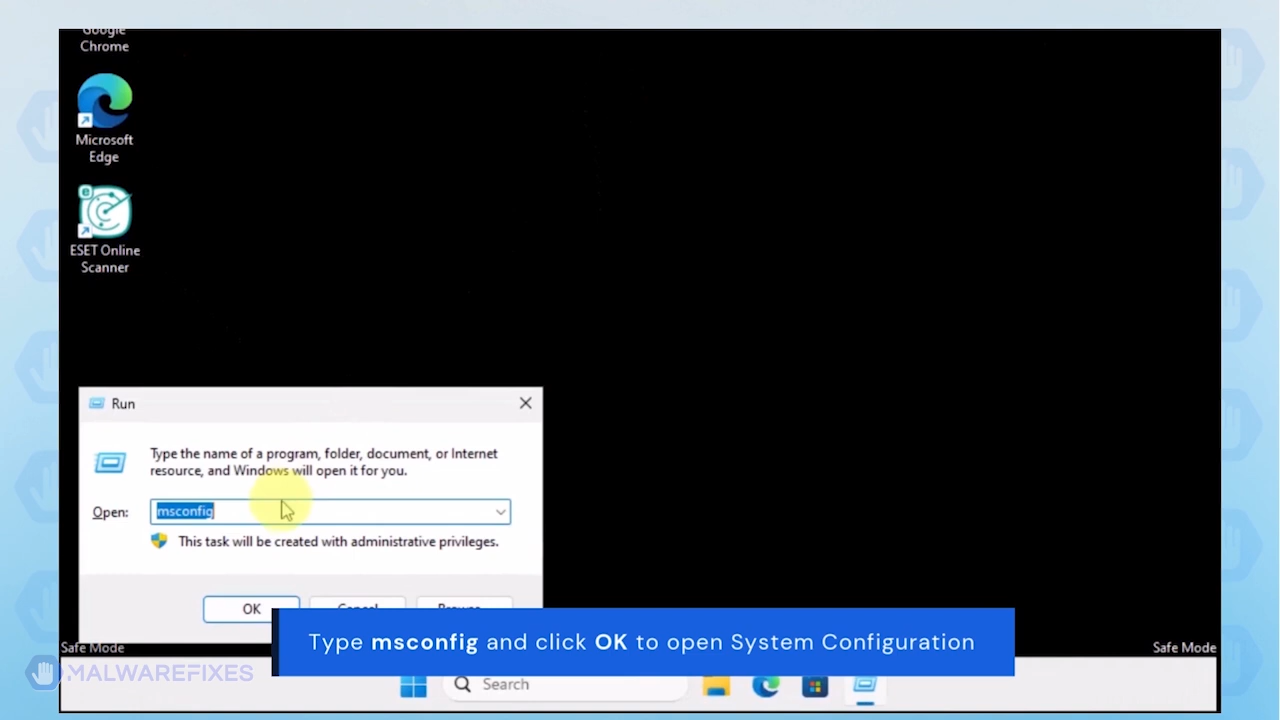 Google
Chrome
Microsoft
Edge
ESET Online
Scanner
Run
Type the name of a program, folder, document, or Internet
resource, and Windows will open it for you.
Open:
msconfig
This task will be created with administrative privileges.
OK
Cancel
Browse...
Type msconfig and click OK to open System Configuration
Safe Mode
Safe Mode
MALWAREFIXES
Search